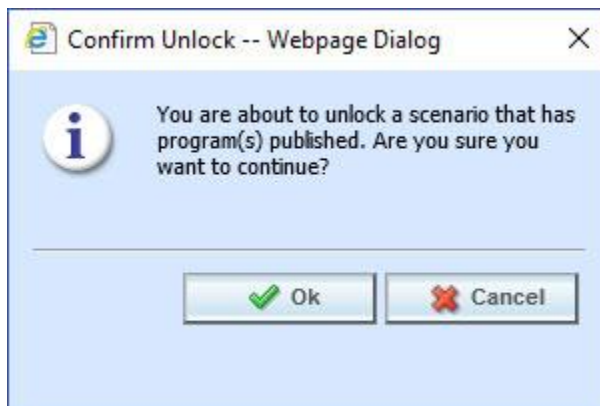 Confirm Unlock -- Webpage Dialog
You are about to unlock a scenario that has
program(s) published. Are you sure you
want to continue?
Ok
Cancel